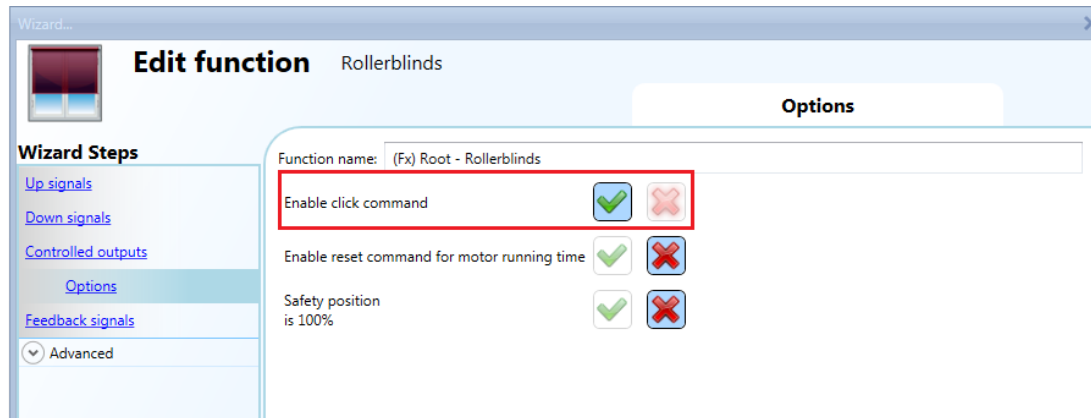 Wizard...
Edit function Rollerblinds
Options
Wizard Steps
Up signals
Down signals
Controlled outputs
Options
Feedback signals
Advanced
Function name: (Fx) Root - Rollerblinds
Enable click command
Enable reset command for motor running time
Safety position
is 100%